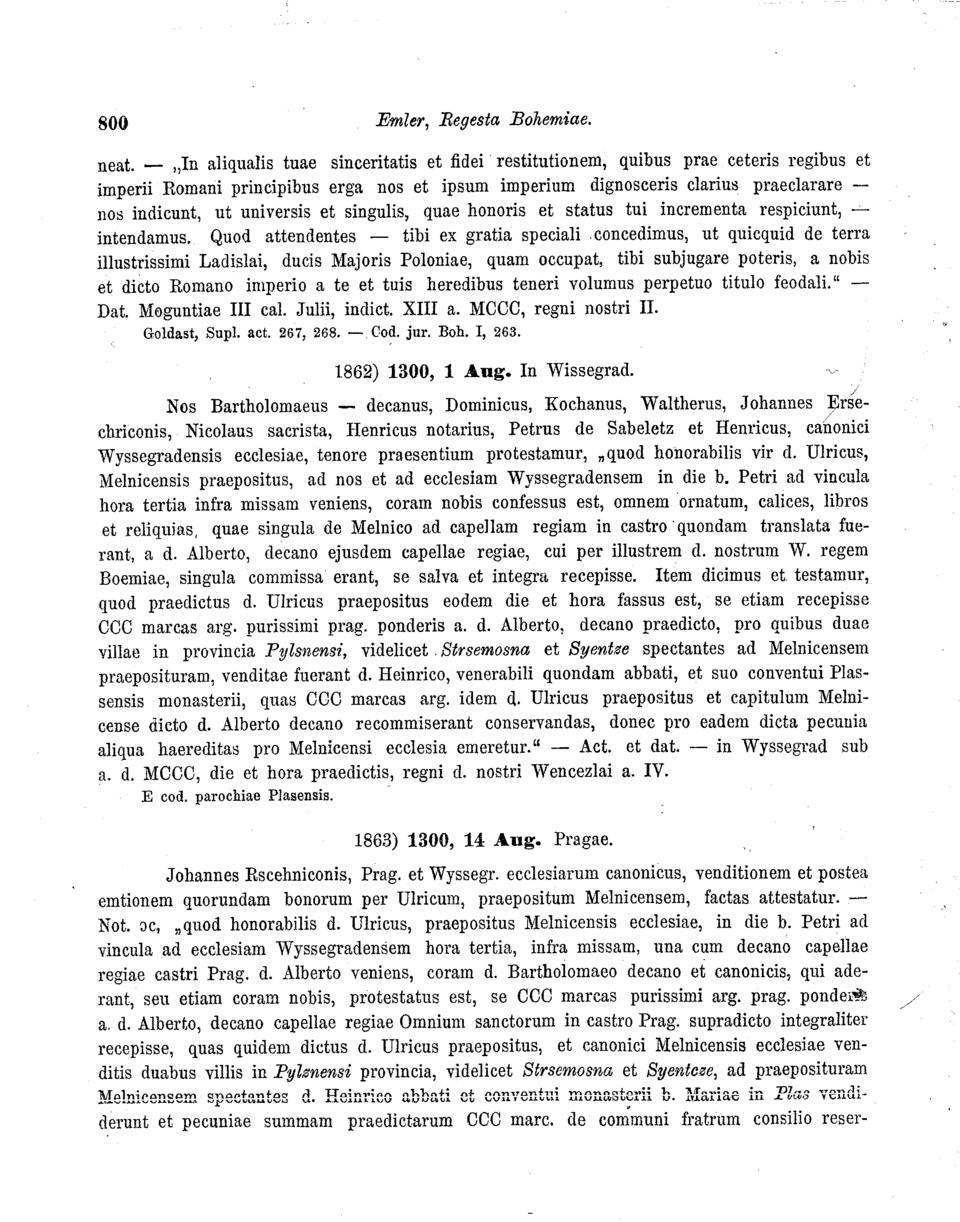 800 Emler, Regesta Bohemiae.
neat. — „In aliqualis tuae sinceritatis et fidei restitutionem, quibus prae ceteris regibus et
imperii Romani principibus erga nos et ipsum imperium dignosceris clarius praeclarare —
nos indicunt, ut universis et singulis, quae honoris et status tui incrementa respiciunt, —
intendamus. Quod attendentes — tibi ex gratia speciali concedimus, ut quicquid de terra
illustrissimi Ladislai, ducis Majoris Poloniae, quam occupat, tibi subjugare poteris, a nobis
et dicto Romano imperio a te et tuis heredibus teneri volumus perpetuo titulo feodali.“ —
Dat. Moguntiae III cal. Julii, indict. XIII a. MCCC, regni nostri II.
Goldast, Supl. act. 267, 268. — Cod. jur. Boh. I, 263.
1862) 1300, 1 Aug. In Wissegrad.
Nos Bartholomaeus — decanus, Dominicus, Kochanus, Waltherus, Johannes Erse-
chriconis, Nicolaus sacrista, Henricus notarius, Petrus de Sabeletz et Henricus, canonici
Wyssegradensis ecclesiae, tenore praesentium protestamur, „quod honorabilis vir d. Ulricus,
Melnicensis praepositus, ad nos et ad ecclesiam Wyssegradensem in die b. Petri ad vincula
hora tertia infra missam veniens, coram nobis confessus est, omnem ornatum, calices, libros
et reliquias, quae singula de Melnico ad capellam regiam in castro quondam translata fue-
rant, a d. Alberto, decano ejusdem capellae regiae, cui per illustrem d. nostrum W. regem
Boemiae, singula commissa erant, se salva et integra recepisse. Item dicimus et testamur,
quod praedictus d. Ulricus praepositus eodem die et hora fassus est, se etiam recepisse
CCC marcas arg. purissimi prag. ponderis a. d. Alberto, decano praedicto, pro quibus duae
villae in provincia Pylsnensi, videlicet Strsemosna et Syentze spectantes ad Melnicensem
praeposituram, venditae fuerant d. Heinrico, venerabili quondam abbati, et suo conventui Plas-
sensis monasterii, quas CCC marcas arg. idem d. Ulricus praepositus et capitulum Melni-
cense dicto d. Alberto decano recommiserant conservandas, donec pro eadem dicta pecunia
aliqua haereditas pro Melnicensi ecclesia emeretur.“ — Act. et dat. — in Wyssegrad sub
a. d. MCCC, die et hora praedictis, regni d. nostri Wencezlai a. IV.
E cod. parochiae Plasensis.
1863) 1300, 14 Aug. Pragae.
Johannes Rscehniconis, Prag. et Wyssegr. ecclesiarum canonicus, venditionem et postea
emtionem quorundam bonorum per Ulricum, praepositum Melnicensem, factas attestatur. —
Not. ɔc, „quod honorabilis d. Ulricus, praepositus Melnicensis ecclesiae, in die b. Petri ad
vincula ad ecclesiam Wyssegradensem hora tertia, infra missam, una cum decano capellae
regiae castri Prag. d. Alberto veniens, coram d. Bartholomaeo decano et canonicis, qui ade-
rant, seu etiam coram nobis, protestatus est, se CCC marcas purissimi arg. prag. ponderis
a. d. Alberto, decano capellae regiae Omnium sanctorum in castro Prag. supradicto integraliter
recepisse, quas quidem dictus d. Ulricus praepositus, et canonici Melnicensis ecclesiae ven-
ditis duabus villis in Pylznensi provincia, videlicet Strsemosna et Syentcze, ad praeposituram
Melnicensem spectantes d. Heinrico abbati et conventui monasterii b. Mariae in Plas vendi-
derunt et pecuniae summam praedictarum CCC marc. de communi fratrum consilio reser-